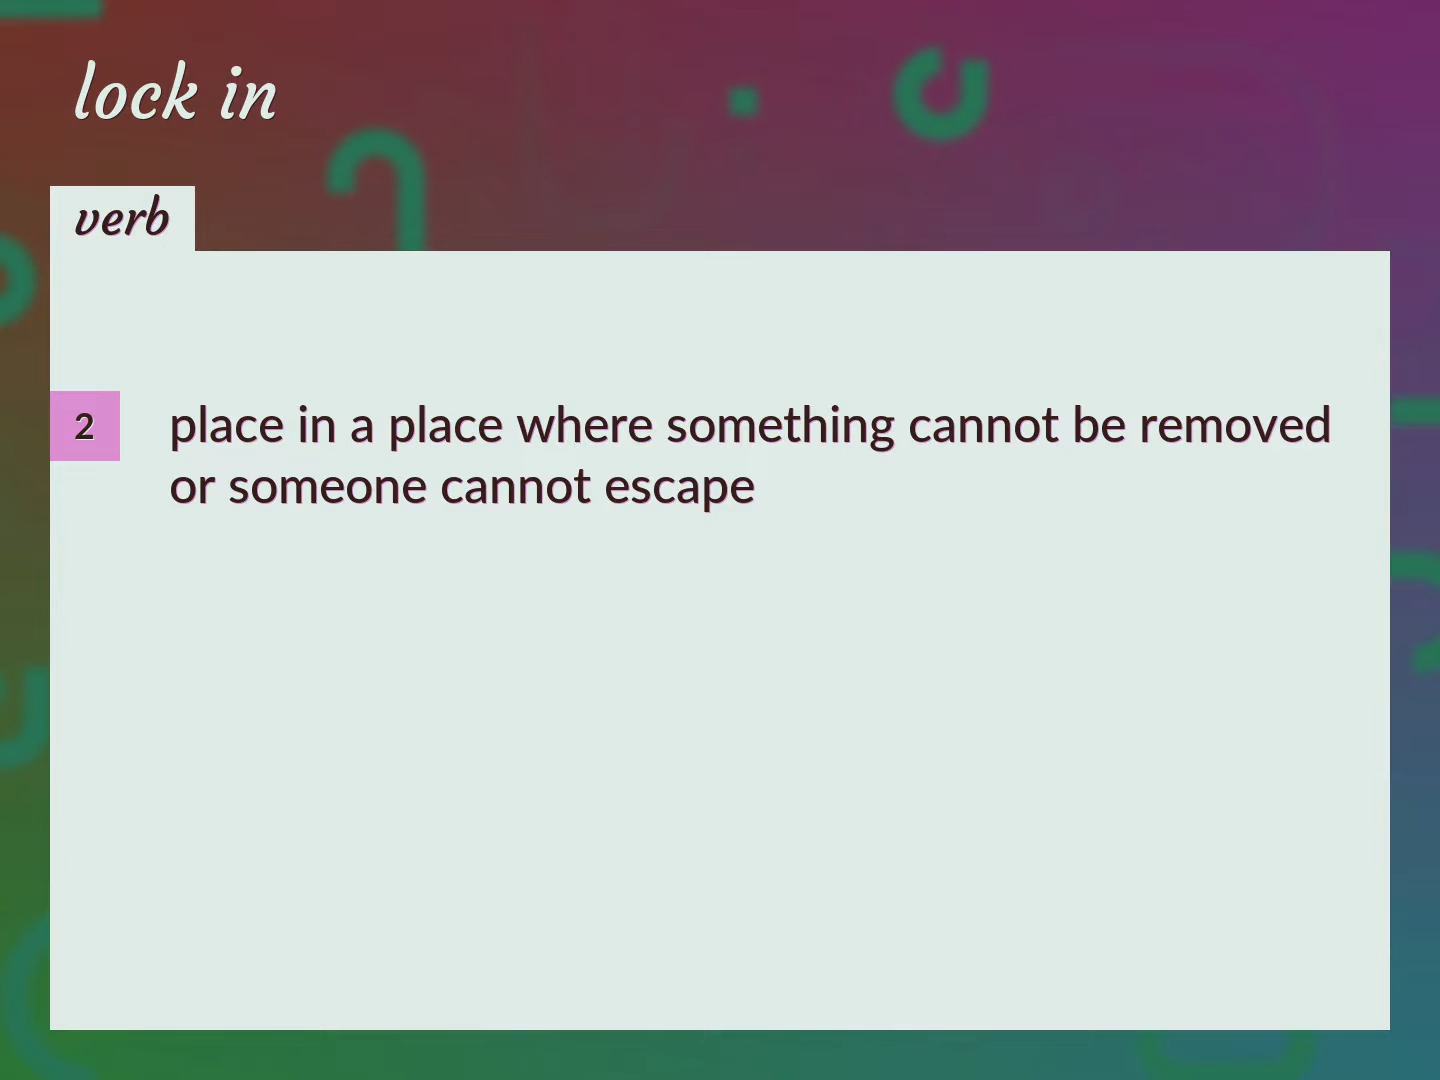 lock in
verb
2 place in a place where something cannot be removed
or someone cannot escape